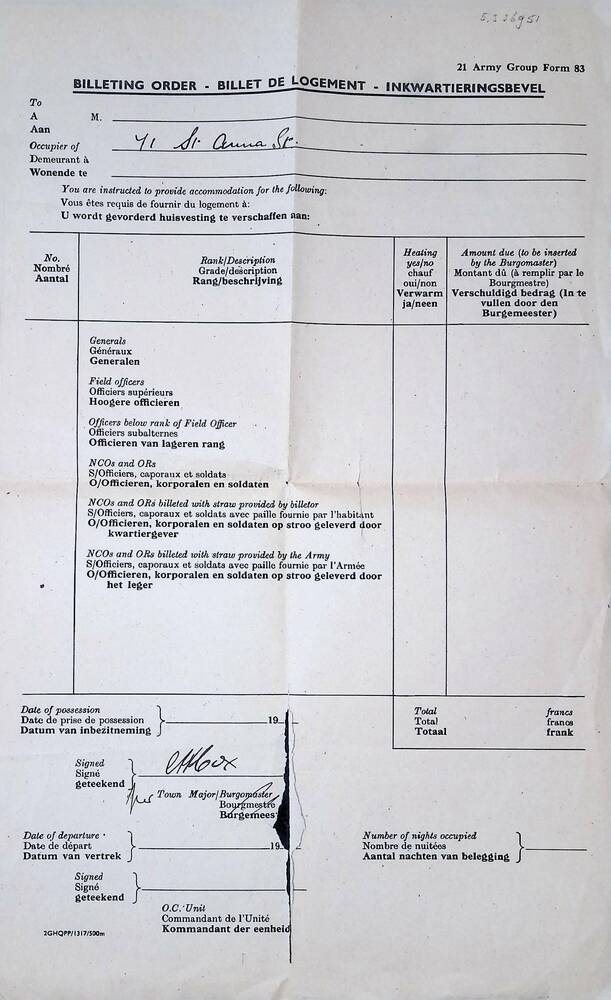 21 Army Group Form 83
BILLETING ORDER - BILLET DE LOGEMENT - INKWARTIERINGSBEVEL
To
A M.
Aan
Occupier of 41 St. Anna St.
Demeurant à
Wonende te
You are instructed to provide accommodation for the following:
Vous êtes requis de fournir du logement à:
U wordt gevorderd huisvesting te verschaffen aan:
No.
Nombré
Aantal
Rank/Description
Grade/description
Rang/beschrijving
Heating
yes/no
chauf
oui/non
Verwarm
ja/neen
Amount due (to be inserted
by the Burgomaster)
Montant dû (à remplir par le
Bourgmestre)
Verschuldigd bedrag (In te
vullen door den
Burgemeester)
Generals
Généraux
Generalen
Field officers
Officiers supérieurs
Hoogere officieren
Officers below rank of Field Officer
Officiers subalternes
Officieren van lageren rang
NCOs and ORs
S/Officiers, caporaux et soldats
O/Officieren, korporalen en soldaten
NCOs and ORs billeted with straw provided by billetor
S/Officiers, caporaux et soldats avec paille fournie par l'habitant
O/Officieren, korporalen en soldaten op stroo geleverd door
kwartiergever
NCOs and ORs billeted with straw provided by the Army
S/Officiers, caporaux et soldats avec paille fournie par l'Armée
O/Officieren, korporalen en soldaten op stroo geleverd door
het leger
Date of possession
Date de prise de possession 19
Datum van inbezitneming
Total francs
Total francs
Totaal frank
Signed
Signé
geteekend
Town Major/Burgomaster
Bourgmestre
Burgemees
Date of departure
Date de départ 19
Datum van vertrek
Number of nights occupied
Nombre de nuitées
Aantal nachten van belegging
Signed
Signé
geteekend
O.C. Unit
Commandant de l'Unité
Kommandant der eenheid
2GHQPP/1317/500m